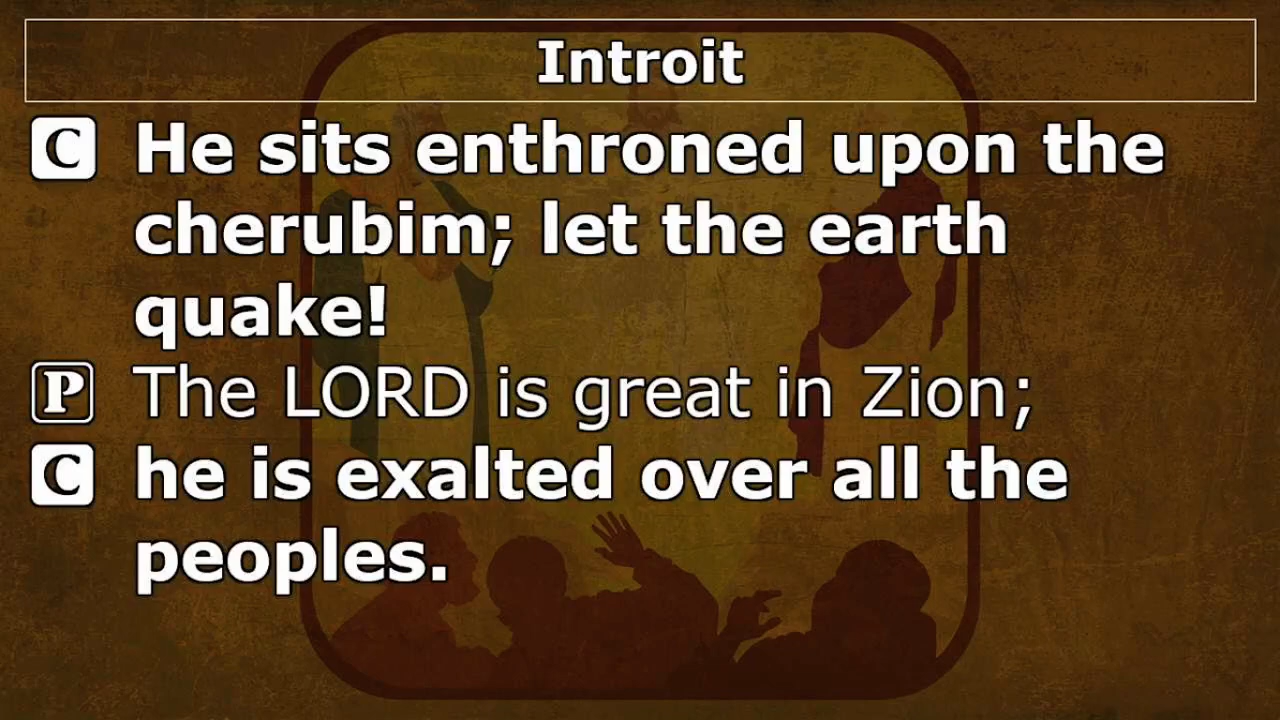 Introit
C He sits enthroned upon the
cherubim; let the earth
quake!
P The LORD is great in Zion;
C he is exalted over all the
peoples.